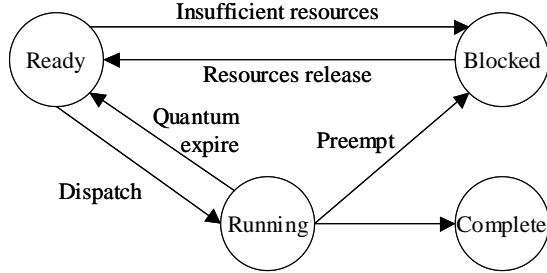 Insufficient resources
Ready
Blocked
Resources release
Quantum
expire
Preempt
Dispatch
Running
Complete